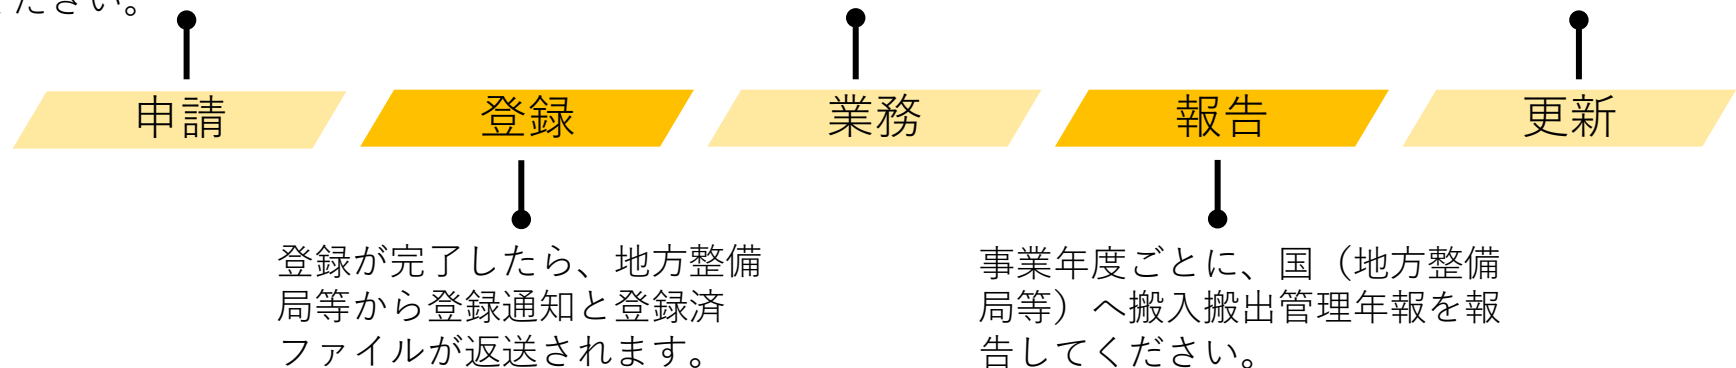 ださい。
申請
登録
業務
報告
更新
登録が完了したら、地方整備
局等から登録通知と登録済
ファイルが返送されます。
事業年度ごとに、国（地方整備
局等）へ搬入搬出管理年報を報
告してください。